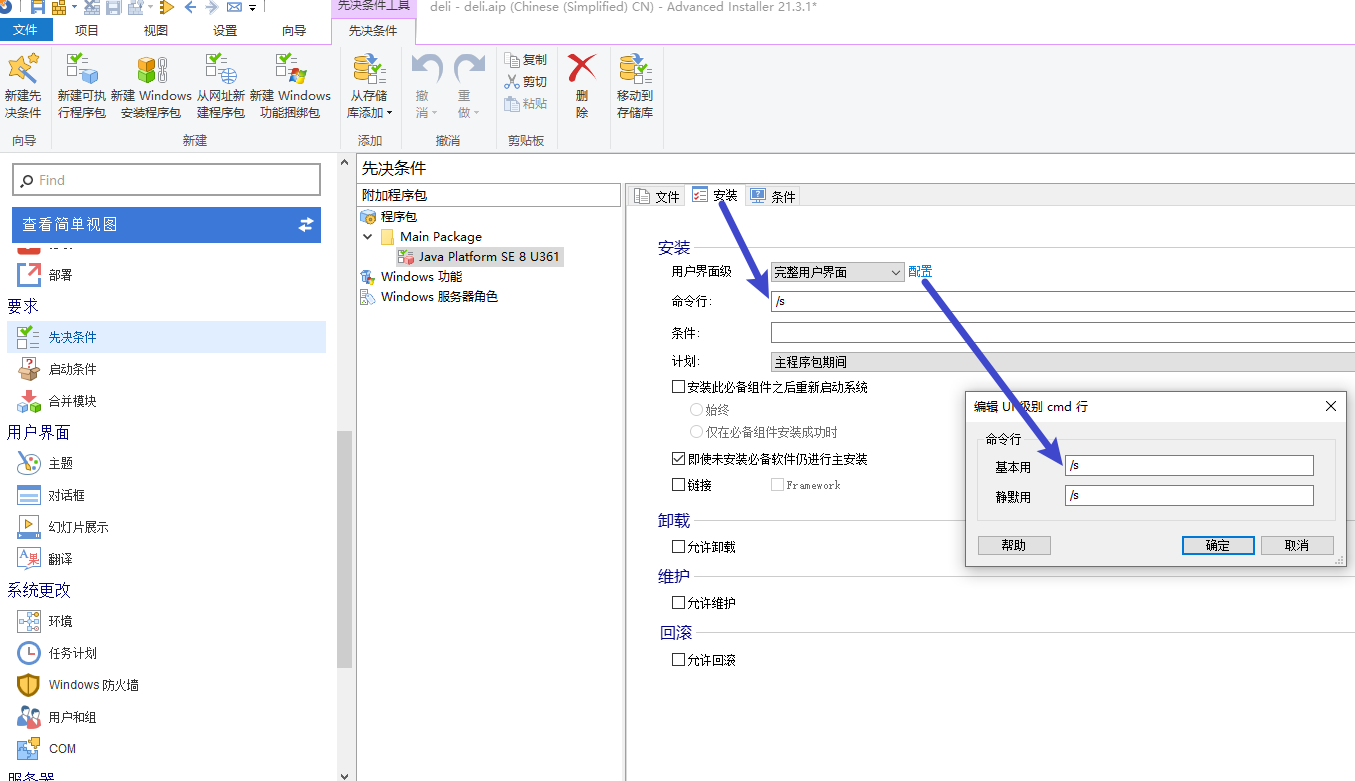 先决条件工具
deli - deli.aip (Chinese (Simplified) CN) - Advanced Installer 21.3.1*
文件 项目 视图 设置 向导 先决条件
新建先决条件
新建可执行程序包
新建 Windows 安装程序包
从网址新建程序包
新建 Windows 功能捆绑包
从存储库添加
撤消
重做
复制
剪切
粘贴
删除
移动到存储库
向导 新建 添加 撤消 剪贴板
Find
查看简单视图
部署
要求
先决条件
启动条件
合并模块
用户界面
主题
对话框
幻灯片展示
翻译
系统更改
环境
任务计划
Windows 防火墙
用户和组
COM
服务器
先决条件
附加程序包
程序包
Main Package
Java Platform SE 8 U361
Windows 功能
Windows 服务器角色
文件 安装 条件
安装
用户界面级 完整用户界面 配置
命令行: /s
条件:
计划: 主程序包期间
安装此必备组件之后重新启动系统
始终
仅在必备组件安装成功时
即使未安装必备软件仍进行主安装
链接 Framework
卸载
允许卸载
维护
允许维护
回滚
允许回滚
编辑 UI 级别 cmd 行
命令行
基本用 /s
静默用 /s
帮助 确定 取消